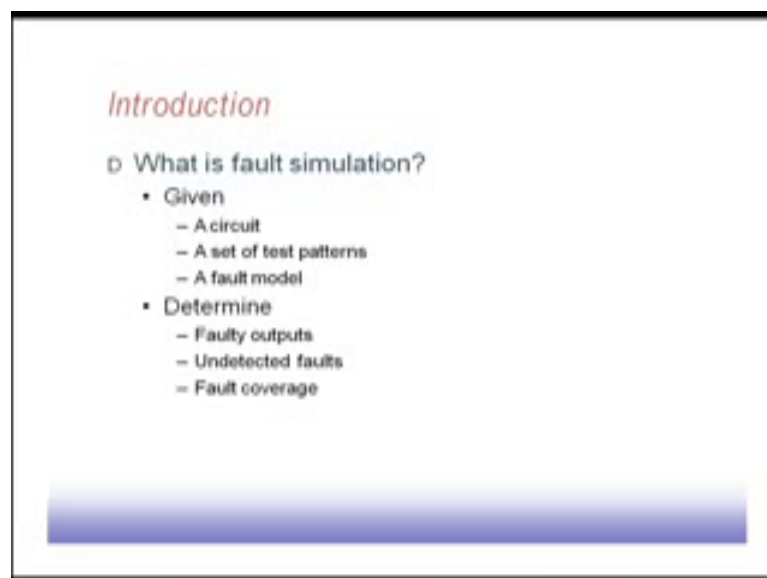 Introduction
D What is fault simulation?
• Given
– A circuit
– A set of test patterns
– A fault model
• Determine
– Faulty outputs
– Undetected faults
– Fault coverage